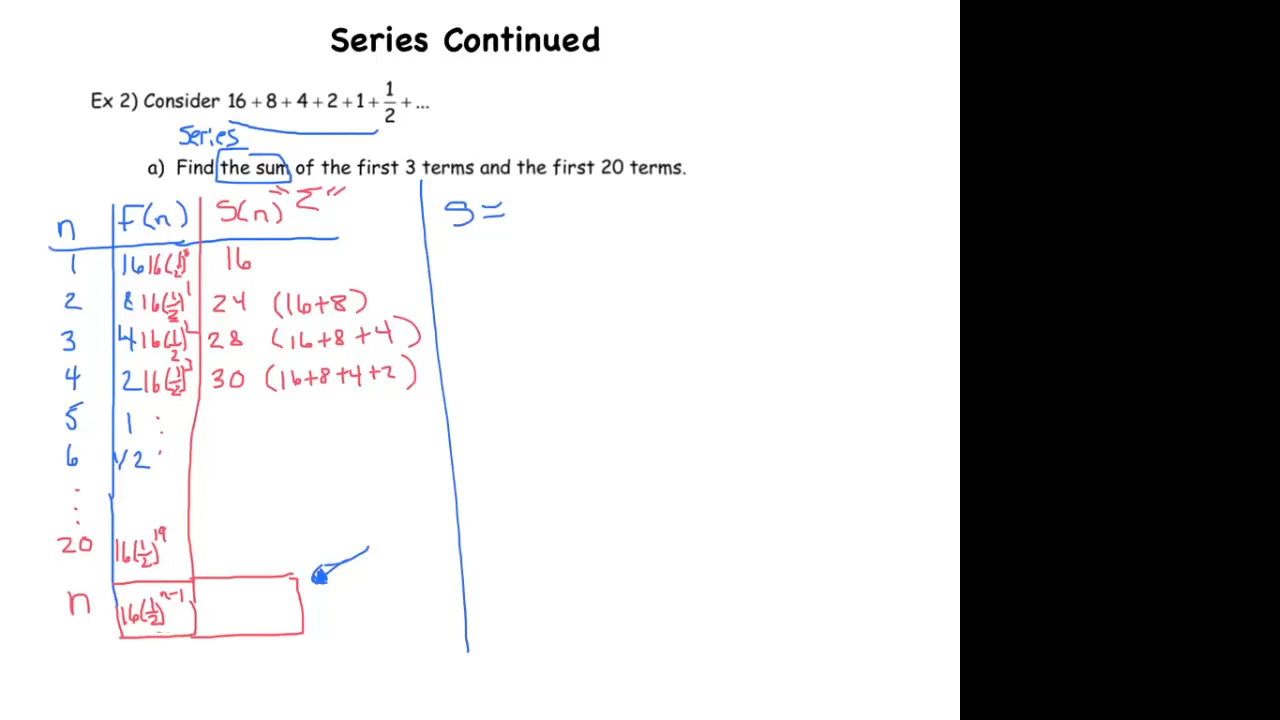 Series Continued
Ex 2) Consider 16 + 8 + 4 + 2 + 1 + 1/2 + ...
Series
a) Find the sum of the first 3 terms and the first 20 terms.
n F(n) S(n) "Σ" S =
1 16 16(1/2)^0 16
2 8 16(1/2)^1 24 (16+8)
3 4 16(1/2)^2 28 (16+8+4)
4 2 16(1/2)^3 30 (16+8+4+2)
5 1 ⋮
6 1/2
⋮
20 16(1/2)^19
n 16(1/2)^n-1